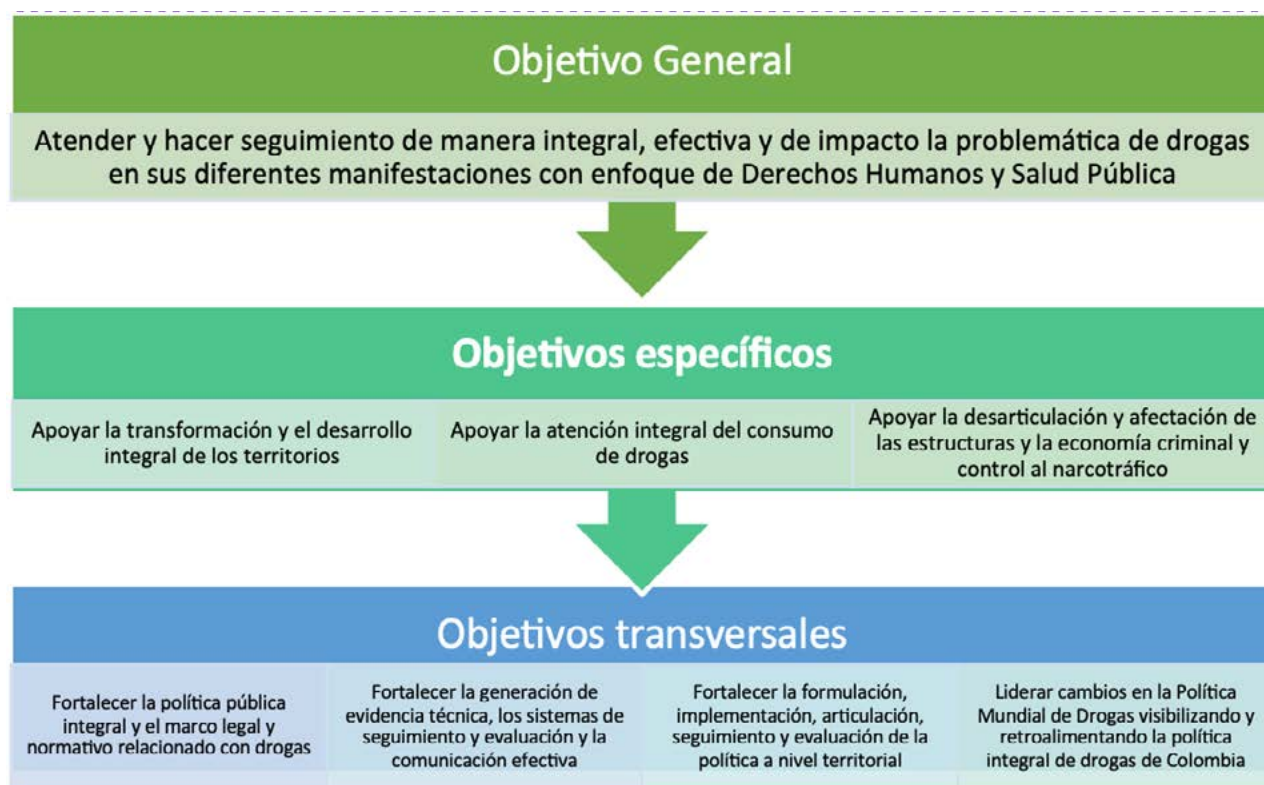 Objetivo General
Atender y hacer seguimiento de manera integral, efectiva y de impacto la problemática de drogas
en sus diferentes manifestaciones con enfoque de Derechos Humanos y Salud Pública
Objetivos específicos
Apoyar la transformación y el desarrollo
integral de los territorios
Apoyar la atención integral del consumo
de drogas
Apoyar la desarticulación y afectación de
las estructuras y la economía criminal y
control al narcotráfico
Objetivos transversales
Fortalecer la política pública
integral y el marco legal y
normativo relacionado con drogas
Fortalecer la generación de
evidencia técnica, los sistemas de
seguimiento y evaluación y la
comunicación efectiva
Fortalecer la formulación,
implementación, articulación,
seguimiento y evaluación de la
política a nivel territorial
Liderar cambios en la Política
Mundial de Drogas visibilizando y
retroalimentando la política
integral de drogas de Colombia